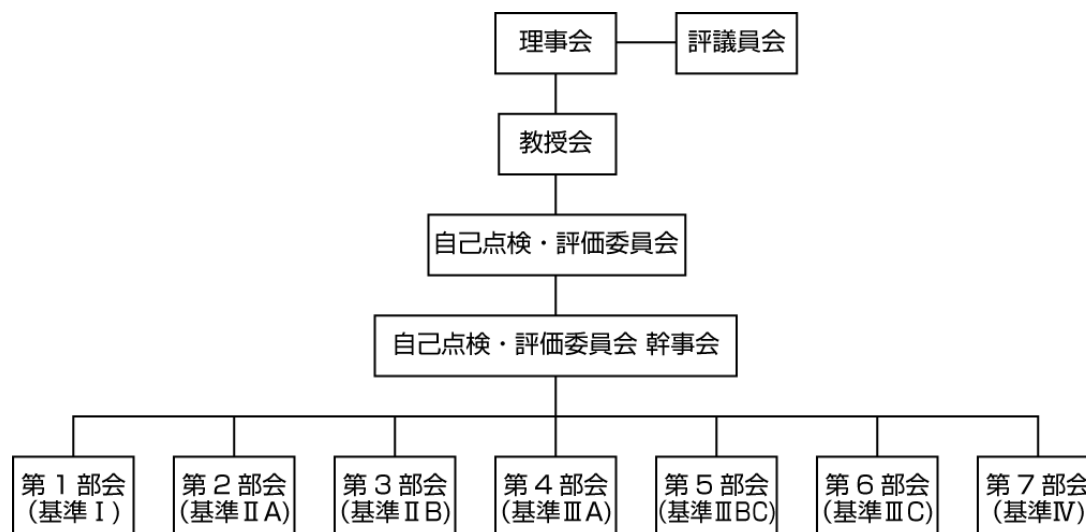 理事会
評議員会
教授会
自己点検・評価委員会
自己点検・評価委員会 幹事会
第1部会
(基準Ⅰ)
第2部会
(基準ⅡA)
第3部会
(基準ⅡB)
第4部会
(基準ⅢA)
第5部会
(基準ⅢBC)
第6部会
(基準ⅢC)
第7部会
(基準Ⅳ)